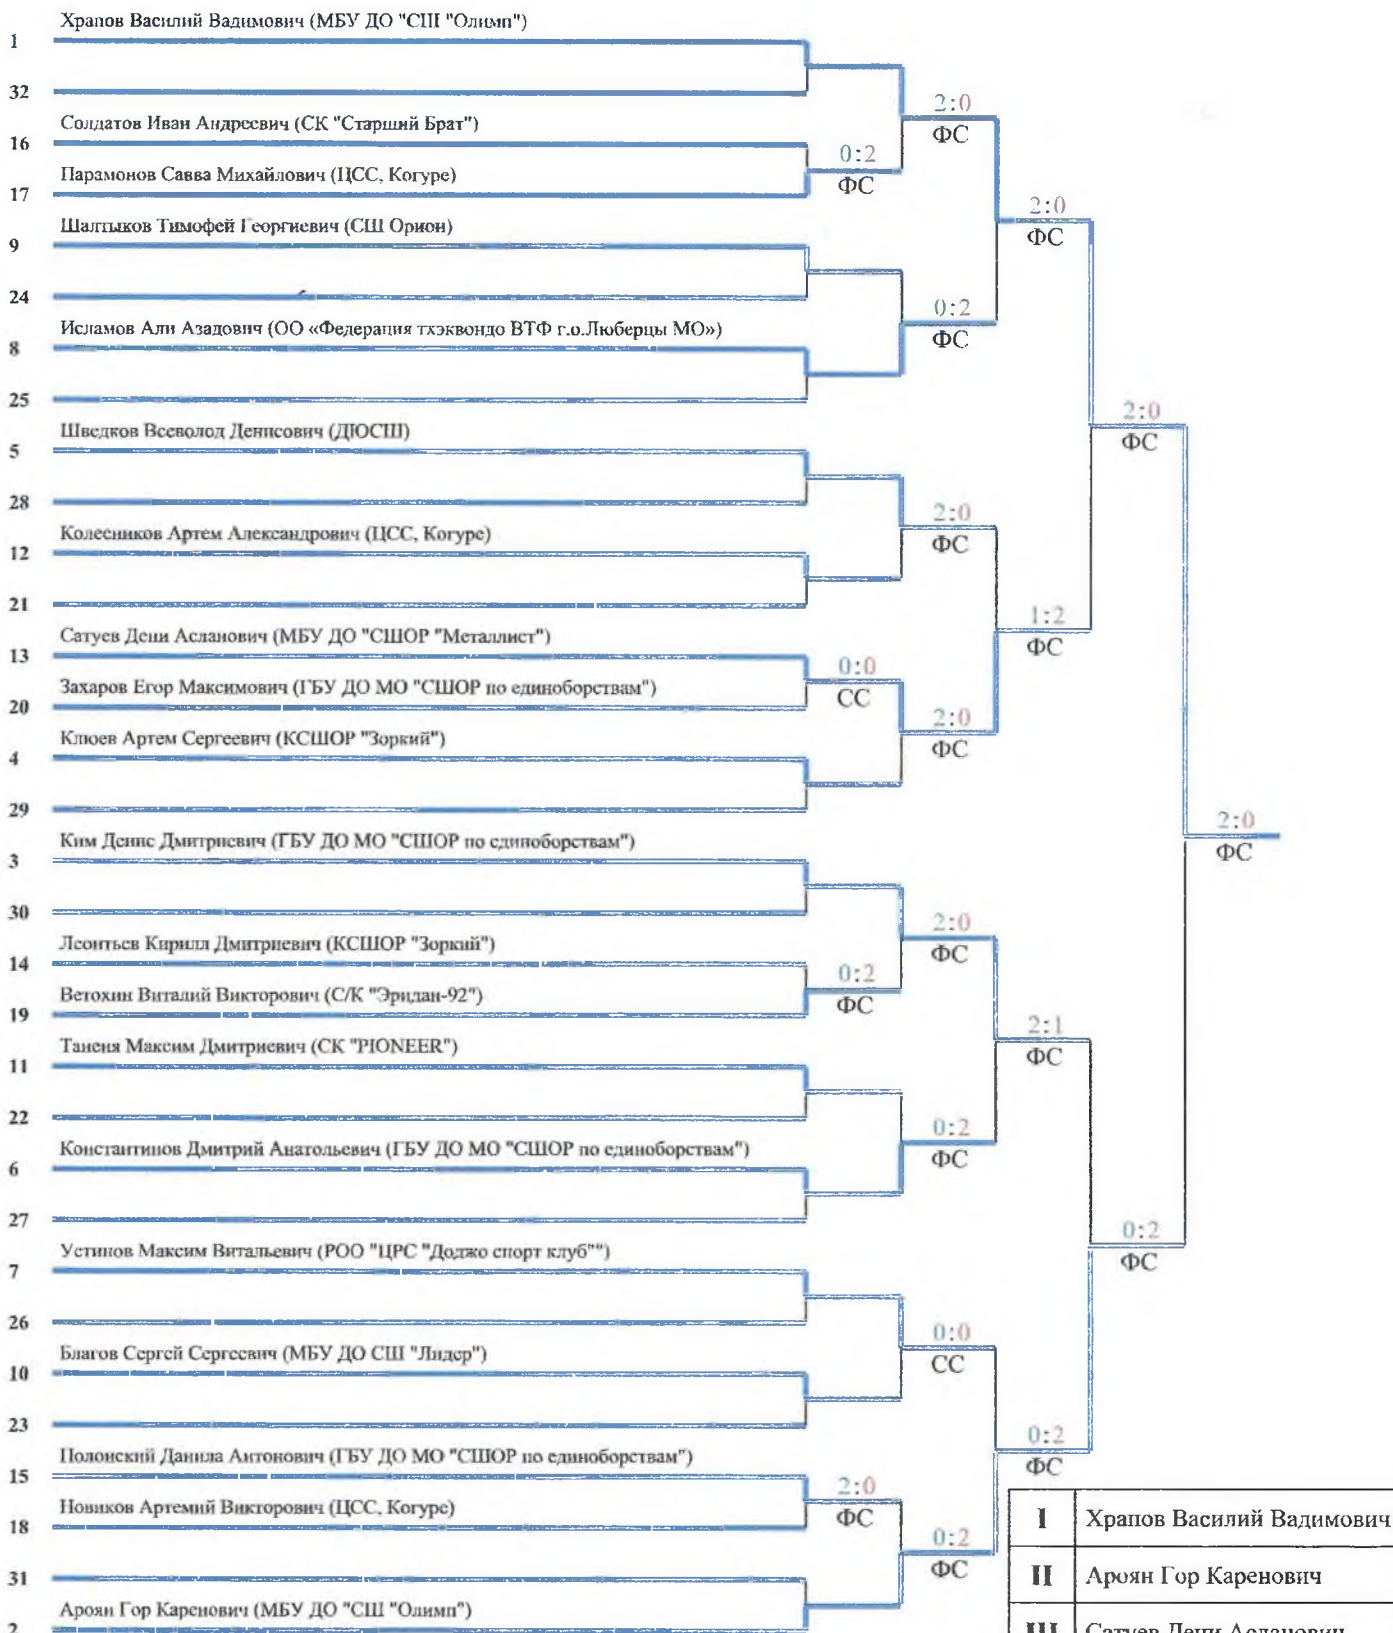 Храпов Василий Вадимович (МБУ ДО "СШ "Олимп")
1
32
2:0
ФС
Солдатов Иван Андреевич (СК "Старший Брат")
16
0:2
ФС
Парамонов Савва Михайлович (ЦСС, Когуре)
17
2:0
ФС
Шалтыков Тимофей Георгиевич (СШ Орион)
9
24
0:2
ФС
Исламов Али Азадович (ОО «Федерация тхэквондо ВТФ г.о.Люберцы МО»)
8
25
2:0
ФС
Шведков Всеволод Денисович (ДЮСШ)
5
28
2:0
ФС
Колесников Артем Александрович (ЦСС, Когуре)
12
21
1:2
ФС
Сатуев Дени Асланович (МБУ ДО "СШОР "Металлист")
13
0:0
СС
Захаров Егор Максимович (ГБУ ДО МО "СШОР по единоборствам")
20
2:0
ФС
Клюев Артем Сергеевич (КСШОР "Зоркий")
4
29
2:0
ФС
Ким Денис Дмитриевич (ГБУ ДО МО "СШОР по единоборствам")
3
30
2:0
ФС
Леонтьев Кирилл Дмитриевич (КСШОР "Зоркий")
14
0:2
ФС
Ветохин Виталий Викторович (С/К "Эридан-92")
19
2:1
ФС
Таненя Максим Дмитриевич (СК "PIONEER")
11
22
0:2
ФС
Константинов Дмитрий Анатольевич (ГБУ ДО МО "СШОР по единоборствам")
6
27
0:2
ФС
Устинов Максим Витальевич (РОО "ЦРС "Доджо спорт клуб"")
7
26
0:0
СС
Благов Сергей Сергеевич (МБУ ДО СШ "Лидер")
10
23
0:2
ФС
Полонский Данила Антонович (ГБУ ДО МО "СШОР по единоборствам")
15
2:0
ФС
Новиков Артемий Викторович (ЦСС, Когуре)
18
I Храпов Василий Вадимович
0:2
ФС
31
II Ароян Гор Каренович
Ароян Гор Каренович (МБУ ДО "СШ "Олимп")
2
III Сатуев Дени Асланович